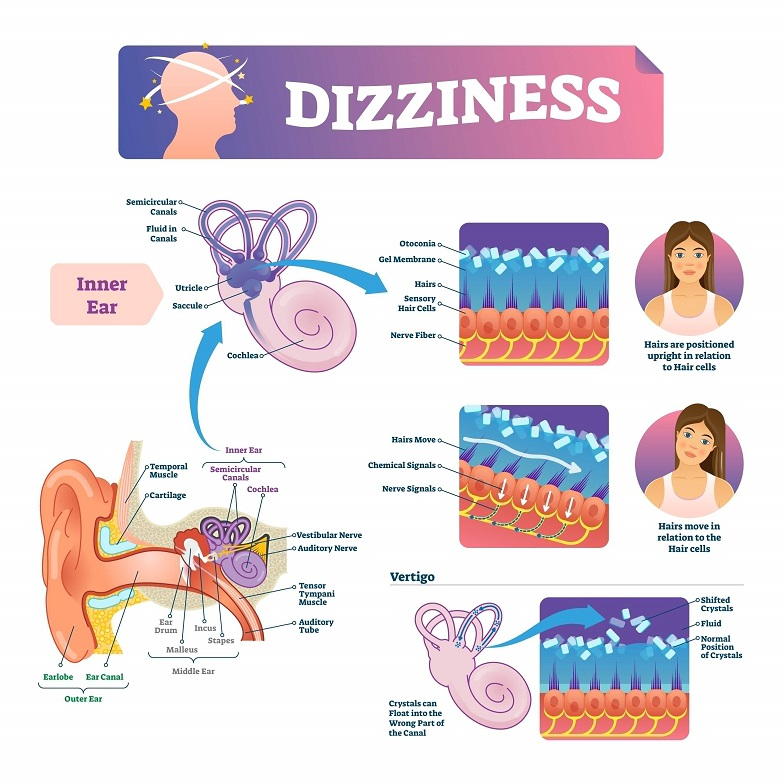 DIZZINESS
Semicircular
Canals
Fluid in
Canals
Inner
Ear
Utricle
Saccule
Cochlea
Otoconia
Gel Membrane
Hairs
Sensory
Hair Cells
Nerve Fiber
Hairs are positioned
upright in relation
to Hair cells
Hairs Move
Chemical Signals
Nerve Signals
Hairs move in
relation to the
Hair cells
Inner Ear
Semicircular
Canals
Cochlea
Temporal
Muscle
Cartilage
Vestibular Nerve
Auditory Nerve
Tensor
Tympani
Muscle
Auditory
Tube
Ear
Drum
Incus
Stapes
Malleus
Middle Ear
Earlobe
Ear Canal
Outer Ear
Vertigo
Shifted
Crystals
Fluid
Normal
Position
of Crystals
Crystals can
Float into the
Wrong Part of
the Canal